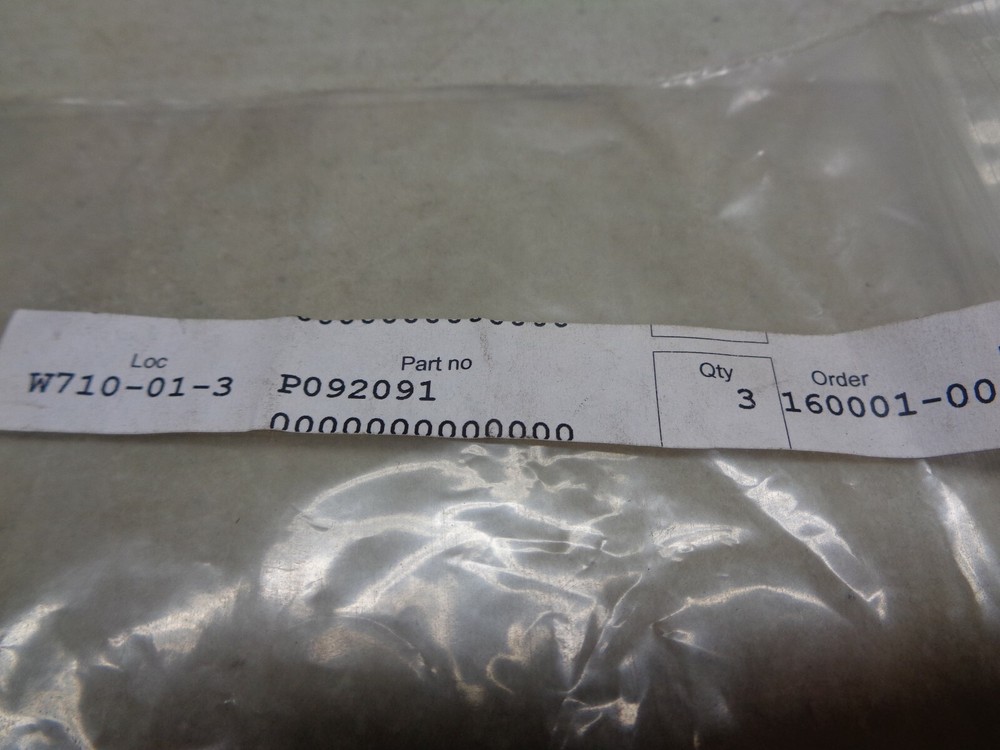 Loc Part no Qty Order
W710-01-3 P092091 3 160001-00
0000000000000